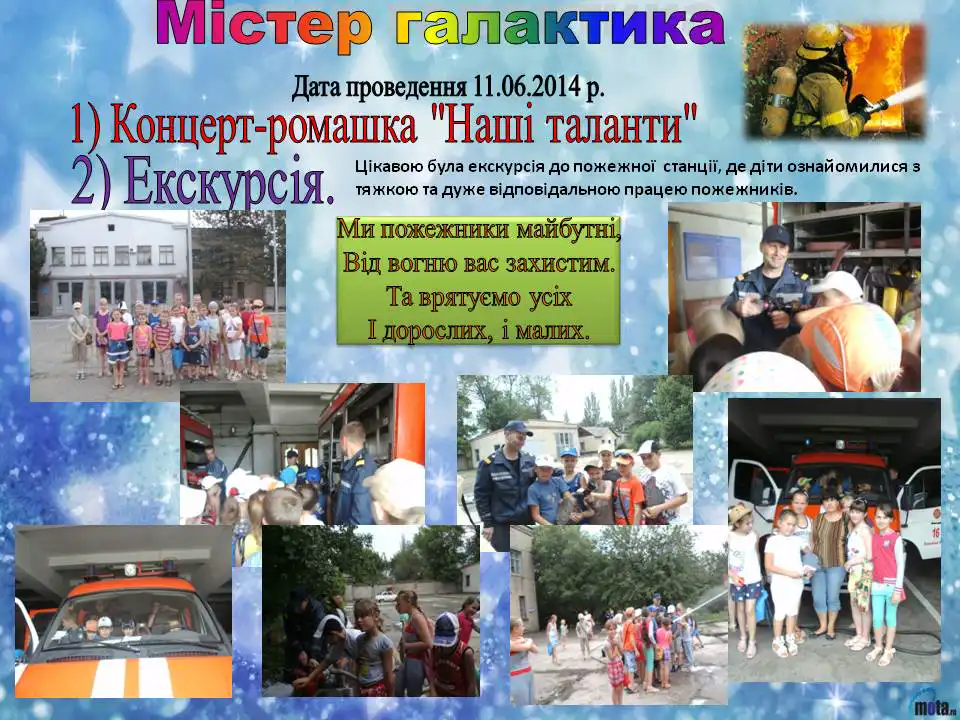 Містер галактика
Дата проведення 11.06.2014 р.
1) Концерт-ромашка "Наші таланти"
2) Екскурсія.
Цікавою була екскурсія до пожежної станції, де діти ознайомилися з
тяжкою та дуже відповідальною працею пожежників.
Ми пожежники майбутні,
Від вогню вас захистим.
Та врятуємо усіх
І дорослих, і малих.
16
mota.ru